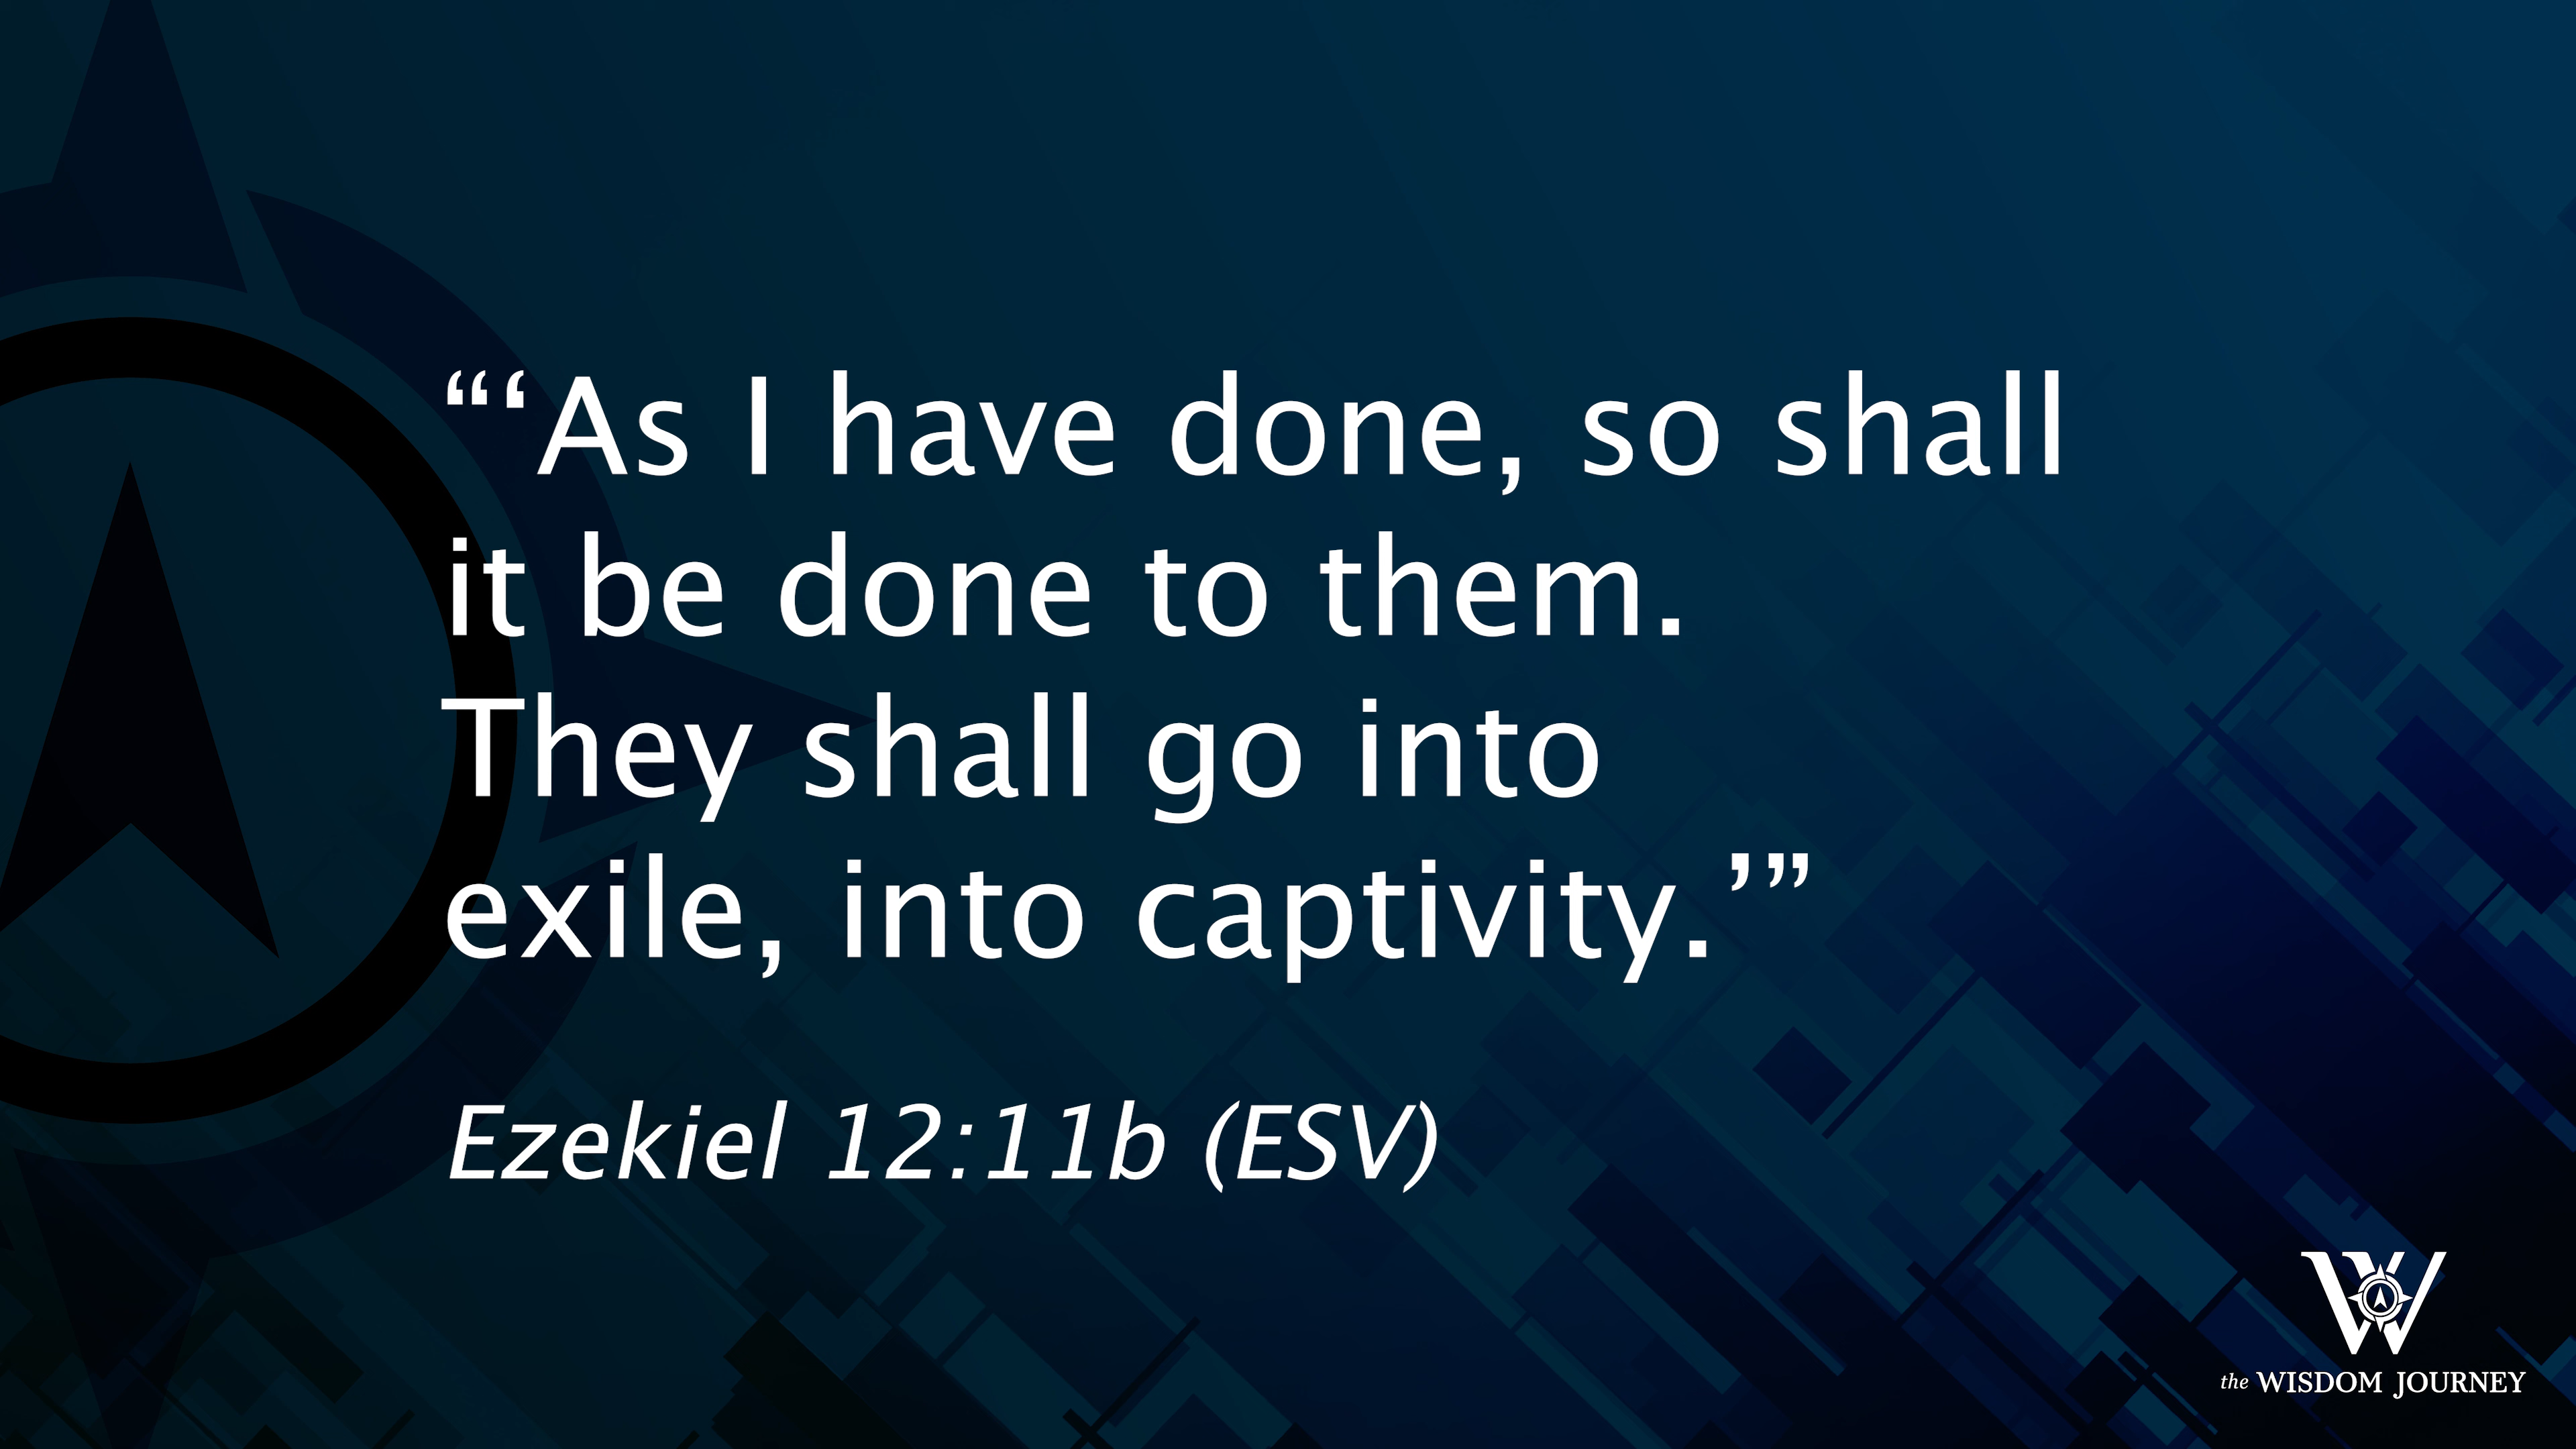 “‘As I have done, so shall
it be done to them.
They shall go into
exile, into captivity.’”
Ezekiel 12:11b (ESV)
W
the WISDOM JOURNEY